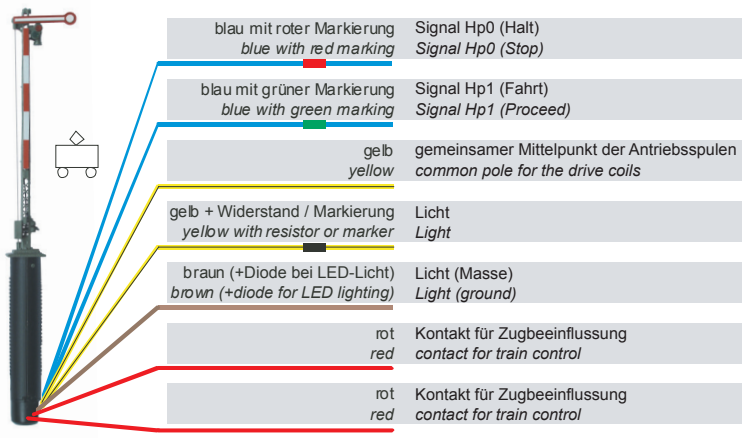 blau mit roter Markierung Signal Hp0 (Halt)
blue with red marking Signal Hp0 (Stop)
blau mit grüner Markierung Signal Hp1 (Fahrt)
blue with green marking Signal Hp1 (Proceed)
gelb gemeinsamer Mittelpunkt der Antriebsspulen
yellow common pole for the drive coils
gelb + Widerstand / Markierung Licht
yellow with resistor or marker Light
braun (+Diode bei LED-Licht) Licht (Masse)
brown (+diode for LED lighting) Light (ground)
rot Kontakt für Zugbeeinflussung
red contact for train control
rot Kontakt für Zugbeeinflussung
red contact for train control